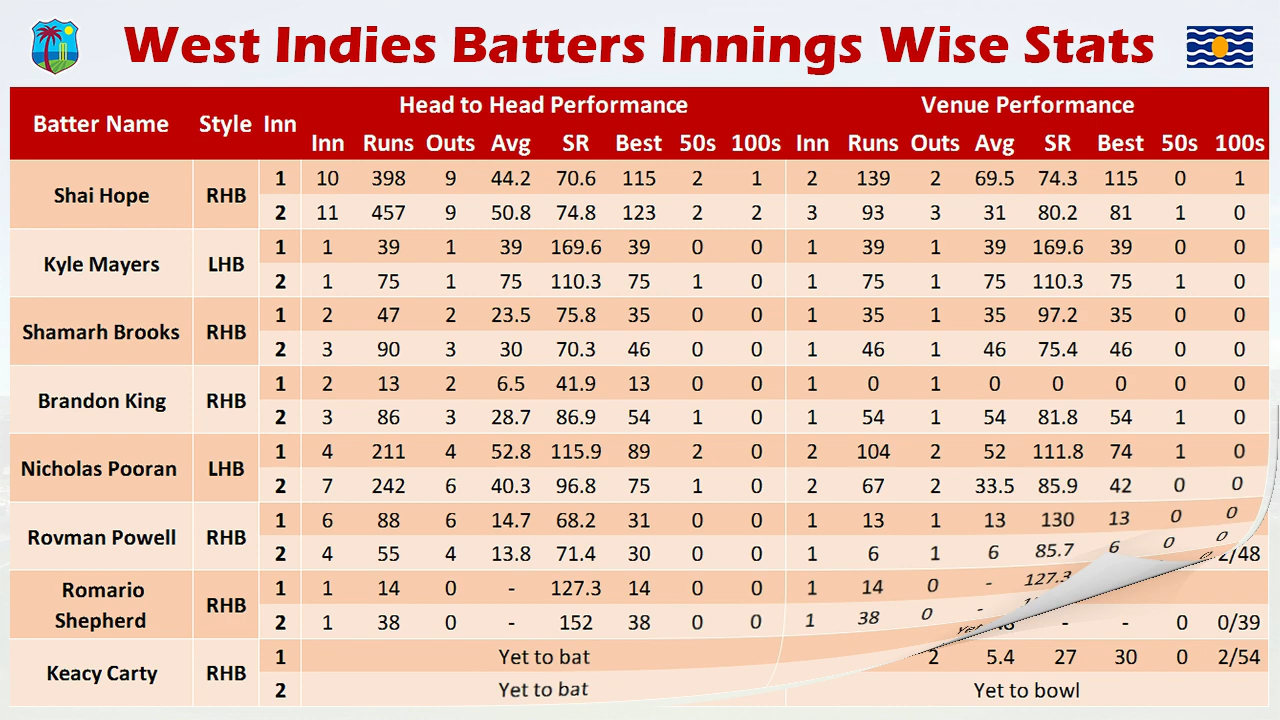 West Indies Batters Innings Wise Stats
Batter Name Style Inn Head to Head Performance Venue Performance
Inn Runs Outs Avg SR Best 50s 100s Inn Runs Outs Avg SR Best 50s 100s
Shai Hope RHB 1 10 398 9 44.2 70.6 115 2 1 2 139 2 69.5 74.3 115 0 1
2 11 457 9 50.8 74.8 123 2 2 3 93 3 31 80.2 81 1 0
Kyle Mayers LHB 1 1 39 1 39 169.6 39 0 0 1 39 1 39 169.6 39 0 0
2 1 75 1 75 110.3 75 1 0 1 75 1 75 110.3 75 1 0
Shamarh Brooks RHB 1 2 47 2 23.5 75.8 35 0 0 1 35 1 35 97.2 35 0 0
2 3 90 3 30 70.3 46 0 0 1 46 1 46 75.4 46 0 0
Brandon King RHB 1 2 13 2 6.5 41.9 13 0 0 1 0 1 0 0 0 0 0
2 3 86 3 28.7 86.9 54 1 0 1 54 1 54 81.8 54 1 0
Nicholas Pooran LHB 1 4 211 4 52.8 115.9 89 2 0 2 104 2 52 111.8 74 1 0
2 7 242 6 40.3 96.8 75 1 0 2 67 2 33.5 85.9 42 0 0
Rovman Powell RHB 1 6 88 6 14.7 68.2 31 0 0 1 13 1 13 130 13 0 0
2 4 55 4 13.8 71.4 30 0 0 1 6 1 6 85.7 6 0 0 2/48
Romario Shepherd RHB 1 1 14 0 - 127.3 14 0 0 1 14 0 - 127.3
2 1 38 0 - 152 38 0 0 1 38 0 - - - 0 0/39
Keacy Carty RHB 1 Yet to bat 2 5.4 27 30 0 2/54
2 Yet to bat Yet to bowl